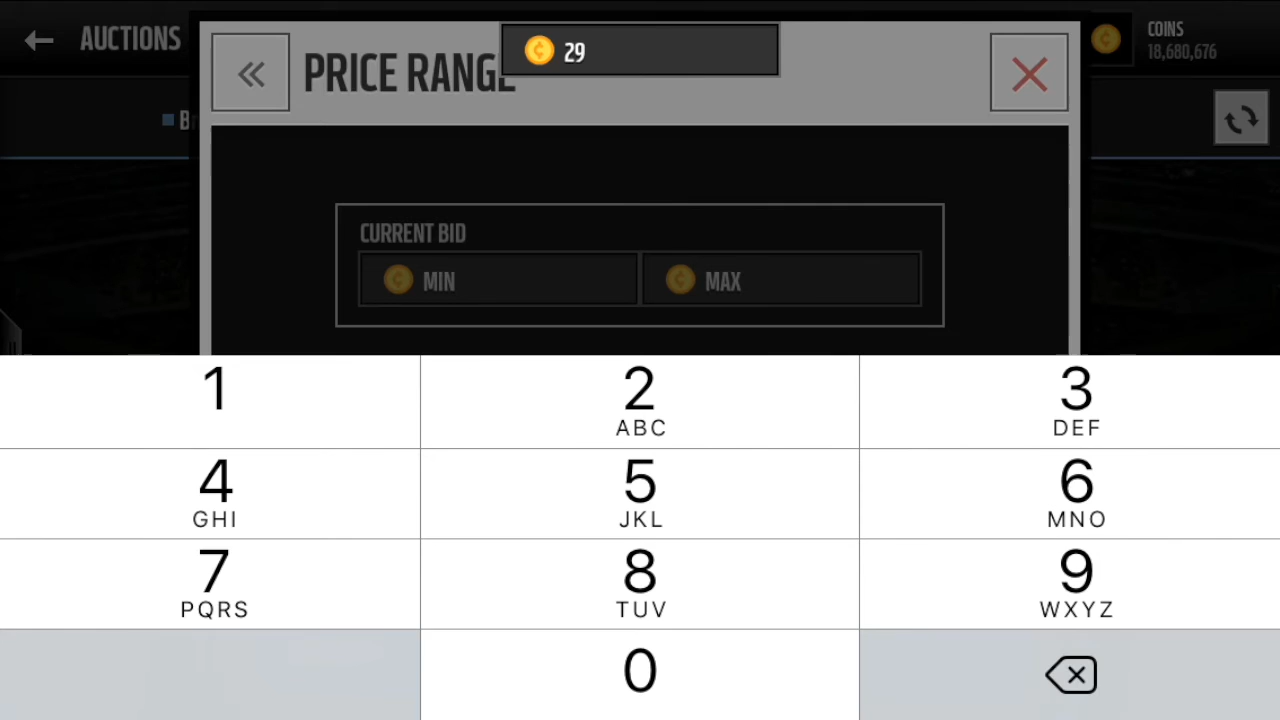 AUCTIONS
PRICE RANGE
29
COINS
18,680,676
CURRENT BID
MIN
MAX
1
2
ABC
3
DEF
4
GHI
5
JKL
6
MNO
7
PQRS
8
TUV
9
WXYZ
0